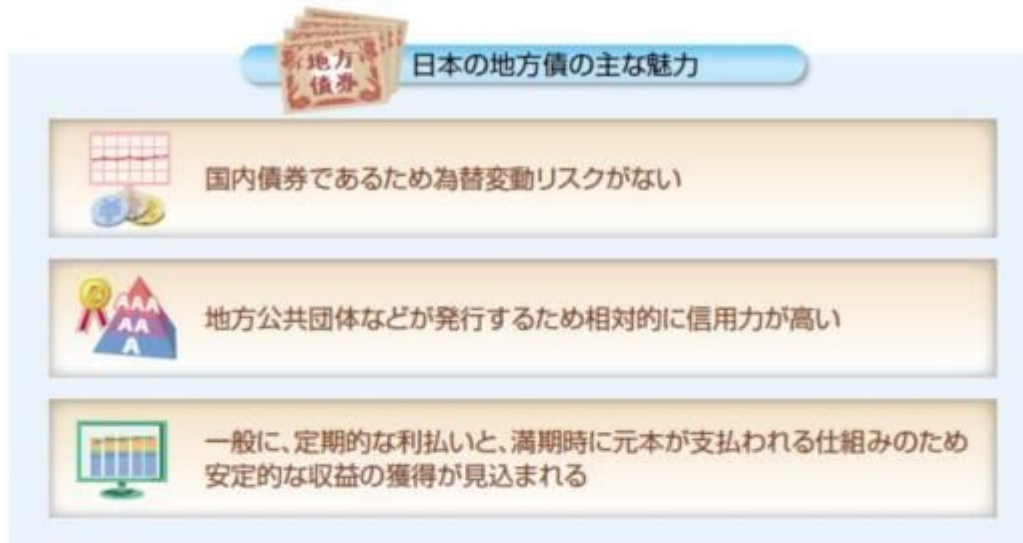 地方
債券
日本の地方債の主な魅力
国内債券であるため為替変動リスクがない
AAA
AA
A
地方公共団体などが発行するため相対的に信用力が高い
一般に、定期的な利払いと、満期時に元本が支払われる仕組みのため
安定的な収益の獲得が見込まれる